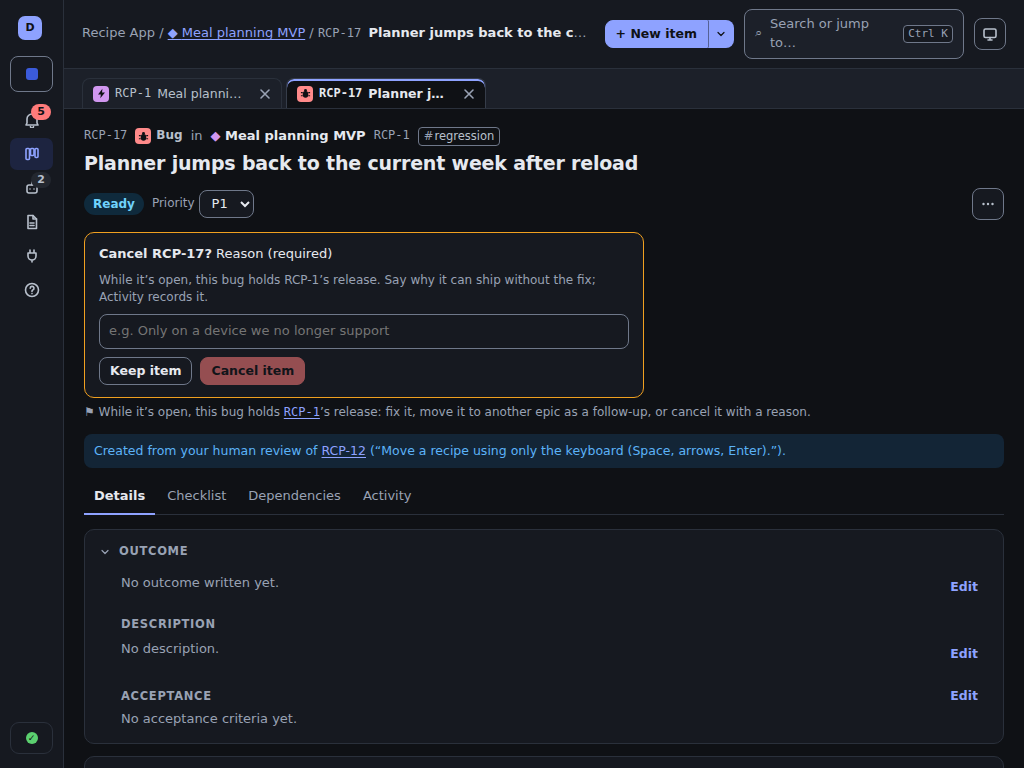 D
5
2
Recipe App / ◆ Meal planning MVP / RCP-17 Planner jumps back to the c…
+ New item
Search or jump to…
Ctrl K
RCP-1 Meal planni…
RCP-17 Planner j…
RCP-17 Bug in ◆ Meal planning MVP RCP-1 #regression
Planner jumps back to the current week after reload
Ready Priority P1
Cancel RCP-17? Reason (required)
While it’s open, this bug holds RCP-1’s release. Say why it can ship without the fix;
Activity records it.
e.g. Only on a device we no longer support
Keep item Cancel item
⚑ While it’s open, this bug holds RCP-1’s release: fix it, move it to another epic as a follow-up, or cancel it with a reason.
Created from your human review of RCP-12 (“Move a recipe using only the keyboard (Space, arrows, Enter).”).
Details Checklist Dependencies Activity
OUTCOME
No outcome written yet.
Edit
DESCRIPTION
No description.
Edit
ACCEPTANCE
Edit
No acceptance criteria yet.